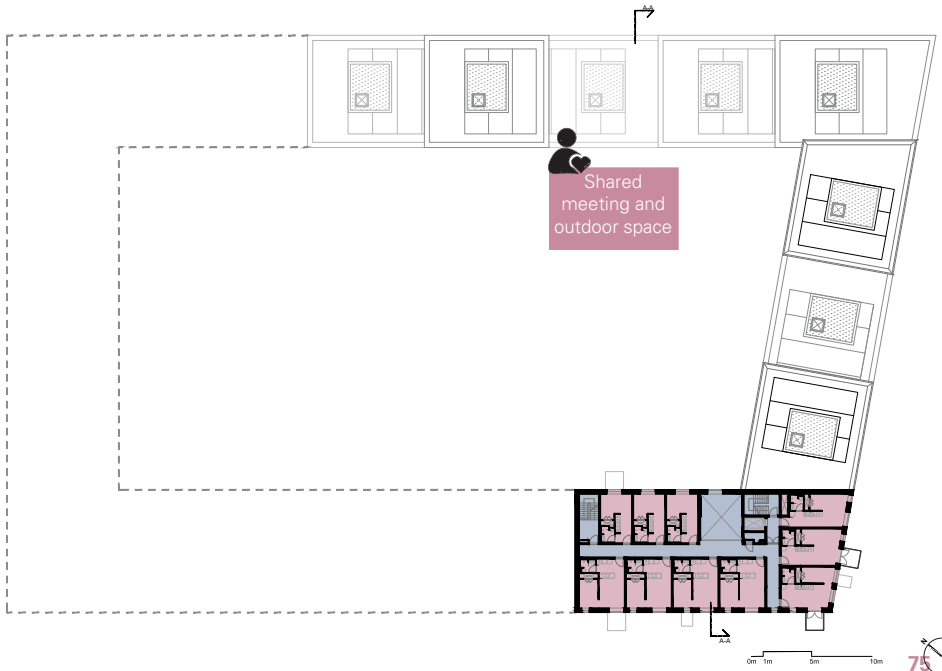 A-A
Shared
meeting and
outdoor space
A-A
0m 1m 5m 10m
N
75